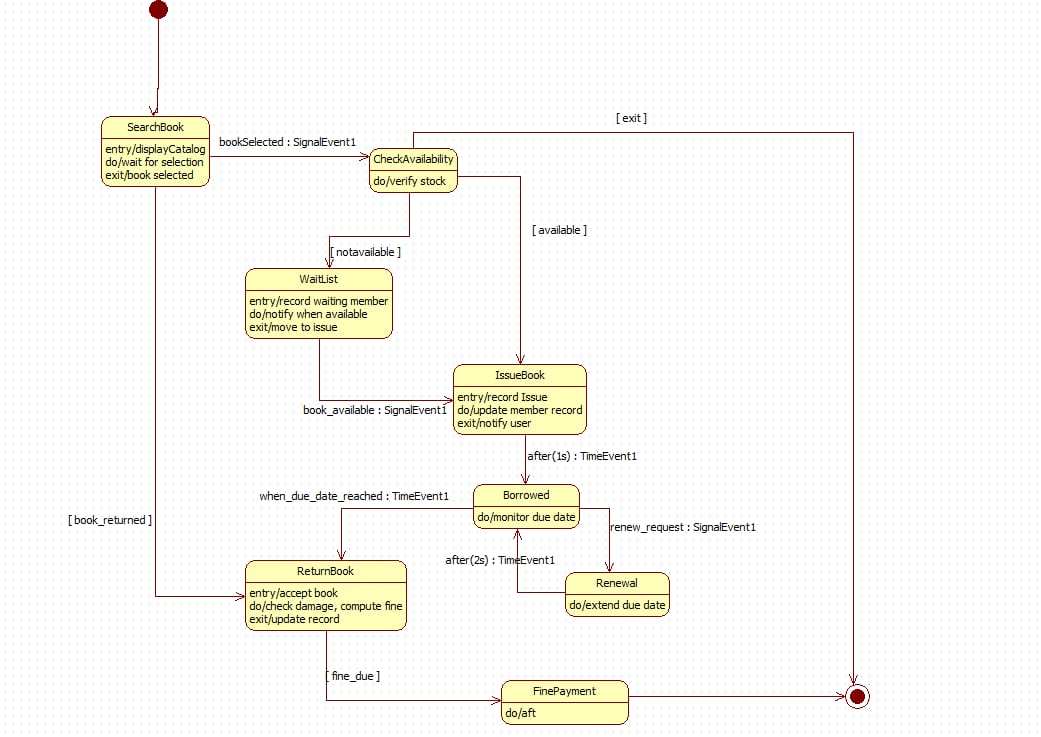 [ exit ]
SearchBook
entry/displayCatalog
do/wait for selection
exit/book selected
bookSelected : SignalEvent1
CheckAvailability
do/verify stock
[ available ]
[ notavailable ]
WaitList
entry/record waiting member
do/notify when available
exit/move to issue
IssueBook
entry/record Issue
do/update member record
exit/notify user
book_available : SignalEvent1
after(1s) : TimeEvent1
Borrowed
do/monitor due date
when_due_date_reached : TimeEvent1
[ book_returned ]
renew_request : SignalEvent1
after(2s) : TimeEvent1
ReturnBook
entry/accept book
do/check damage, compute fine
exit/update record
Renewal
do/extend due date
[ fine_due ]
FinePayment
do/aft